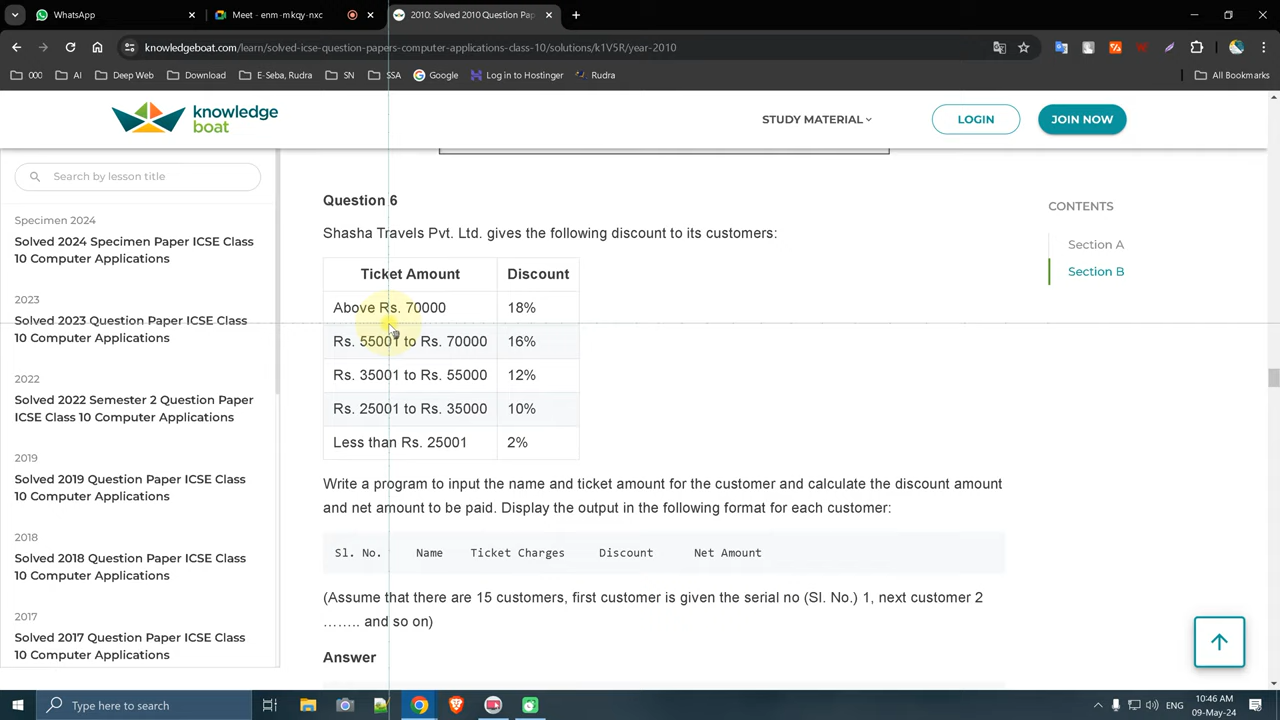 WhatsApp
Meet - enm-mkqy-nxc
2010: Solved 2010 Question Pap
knowledgeboat.com/learn/solved-icse-question-papers-computer-applications-class-10/solutions/k1V5R/year-2010
000
AI
Deep Web
Download
E-Seba, Rudra
SN
SSA
Google
Log in to Hostinger
Rudra
All Bookmarks
knowledge
boat
STUDY MATERIAL
LOGIN
JOIN NOW
Search by lesson title
Specimen 2024
Solved 2024 Specimen Paper ICSE Class
10 Computer Applications
2023
Solved 2023 Question Paper ICSE Class
10 Computer Applications
2022
Solved 2022 Semester 2 Question Paper
ICSE Class 10 Computer Applications
2019
Solved 2019 Question Paper ICSE Class
10 Computer Applications
2018
Solved 2018 Question Paper ICSE Class
10 Computer Applications
2017
Solved 2017 Question Paper ICSE Class
10 Computer Applications
Question 6
Shasha Travels Pvt. Ltd. gives the following discount to its customers:
Ticket Amount Discount
Above Rs. 70000 18%
Rs. 55001 to Rs. 70000 16%
Rs. 35001 to Rs. 55000 12%
Rs. 25001 to Rs. 35000 10%
Less than Rs. 25001 2%
Write a program to input the name and ticket amount for the customer and calculate the discount amount
and net amount to be paid. Display the output in the following format for each customer:
Sl. No. Name Ticket Charges Discount Net Amount
(Assume that there are 15 customers, first customer is given the serial no (Sl. No.) 1, next customer 2
…….. and so on)
Answer
CONTENTS
Section A
Section B
Type here to search
ENG
10:46 AM
09-May-24